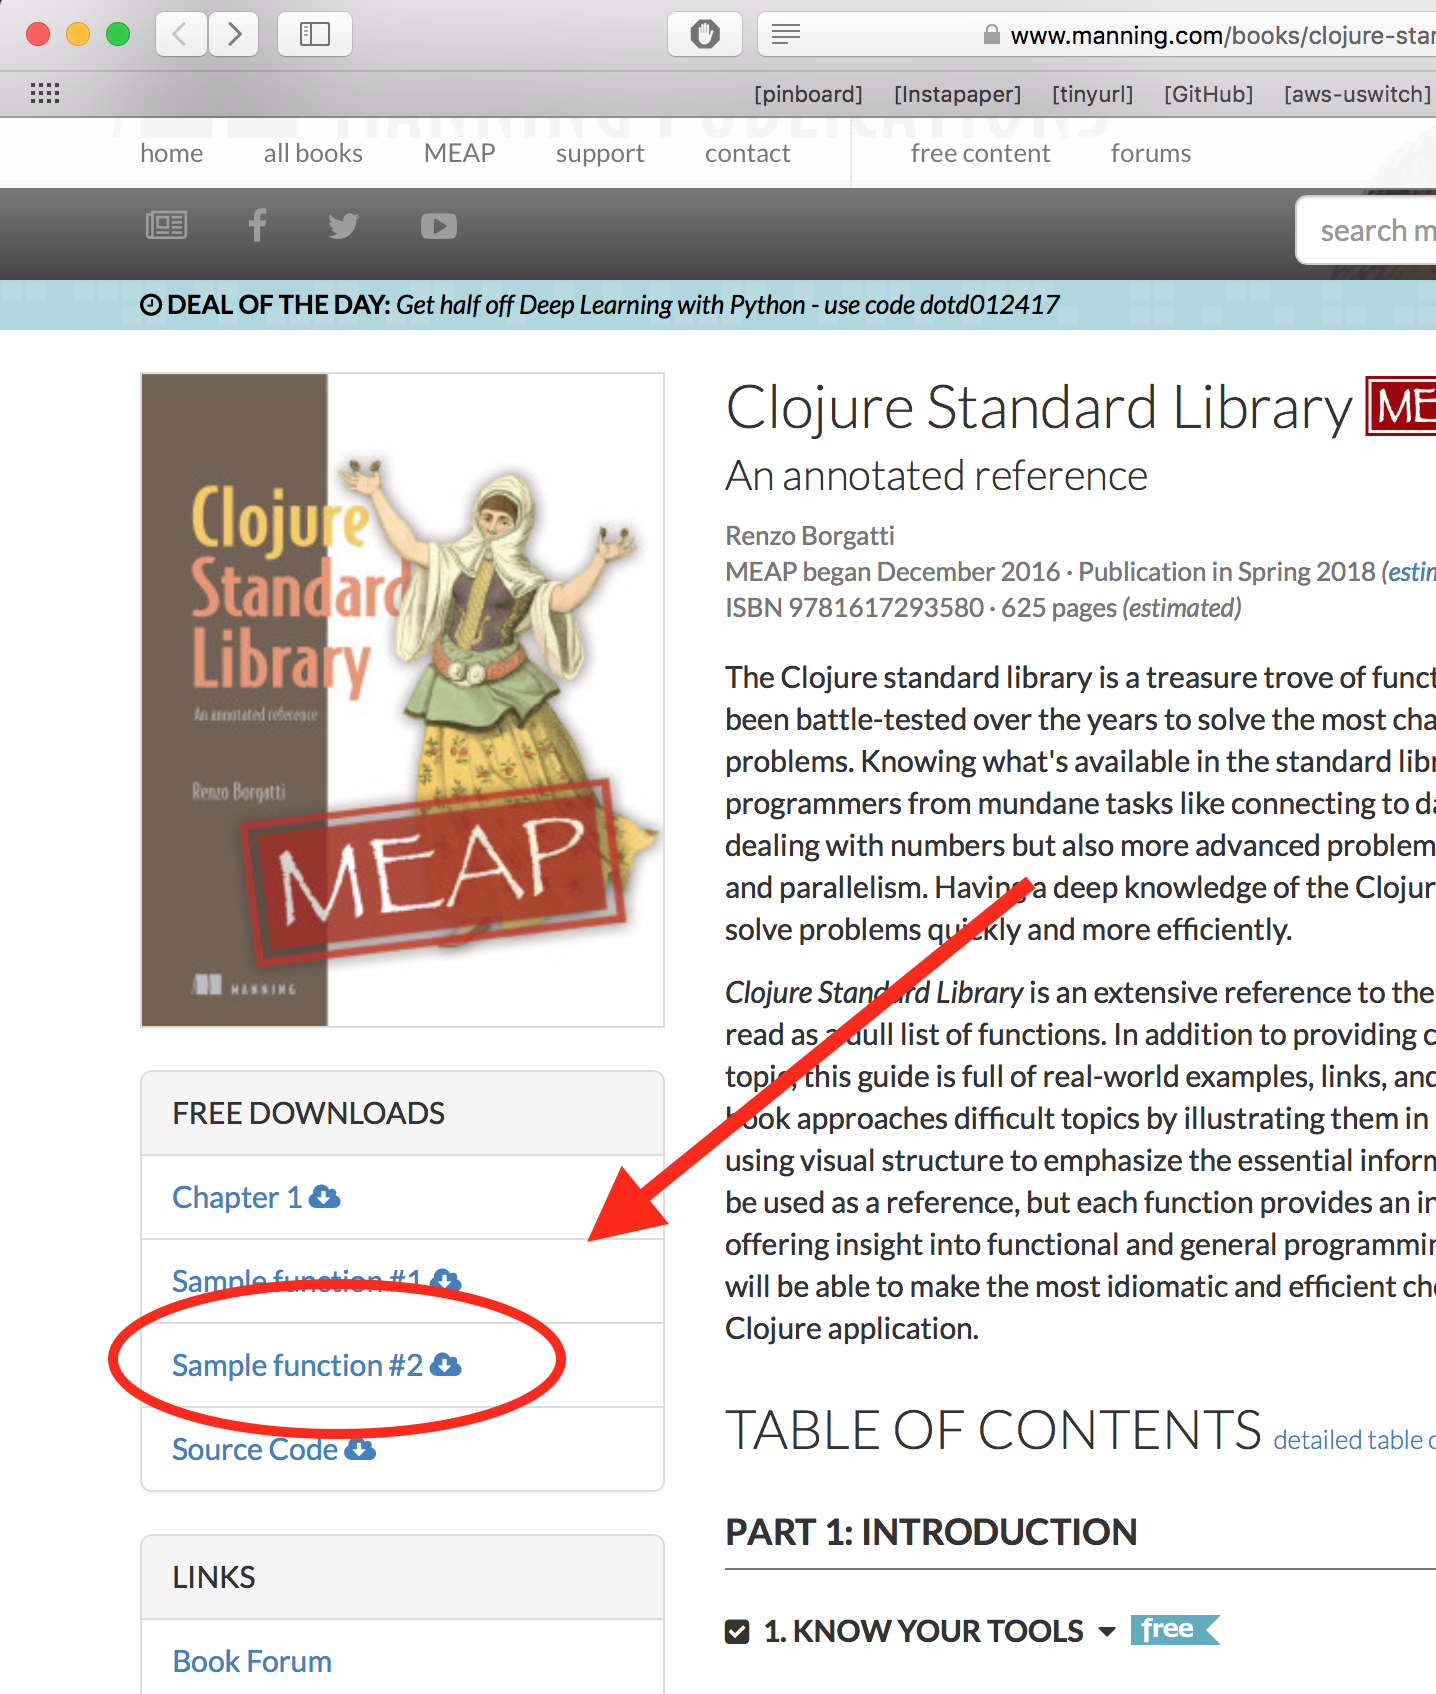 www.manning.com/books/clojure-star
[pinboard] [Instapaper] [tinyurl] [GitHub] [aws-uswitch]
MANNING PUBLICATIONS
home all books MEAP support contact free content forums
search m
DEAL OF THE DAY: Get half off Deep Learning with Python - use code dotd012417
Clojure
Standard
Library
An annotated reference
Renzo Borgatti
MEAP
MANNING
FREE DOWNLOADS
Chapter 1
Sample function #1
Sample function #2
Source Code
LINKS
Book Forum
Clojure Standard Library ME
An annotated reference
Renzo Borgatti
MEAP began December 2016 · Publication in Spring 2018 (estim
ISBN 9781617293580 · 625 pages (estimated)
The Clojure standard library is a treasure trove of funct
been battle-tested over the years to solve the most cha
problems. Knowing what's available in the standard libr
programmers from mundane tasks like connecting to da
dealing with numbers but also more advanced problem
and parallelism. Having a deep knowledge of the Clojur
solve problems quickly and more efficiently.
Clojure Standard Library is an extensive reference to the
read as a dull list of functions. In addition to providing c
topic, this guide is full of real-world examples, links, and
book approaches difficult topics by illustrating them in
using visual structure to emphasize the essential inform
be used as a reference, but each function provides an in
offering insight into functional and general programmin
will be able to make the most idiomatic and efficient cho
Clojure application.
TABLE OF CONTENTS detailed table o
PART 1: INTRODUCTION
1. KNOW YOUR TOOLS free